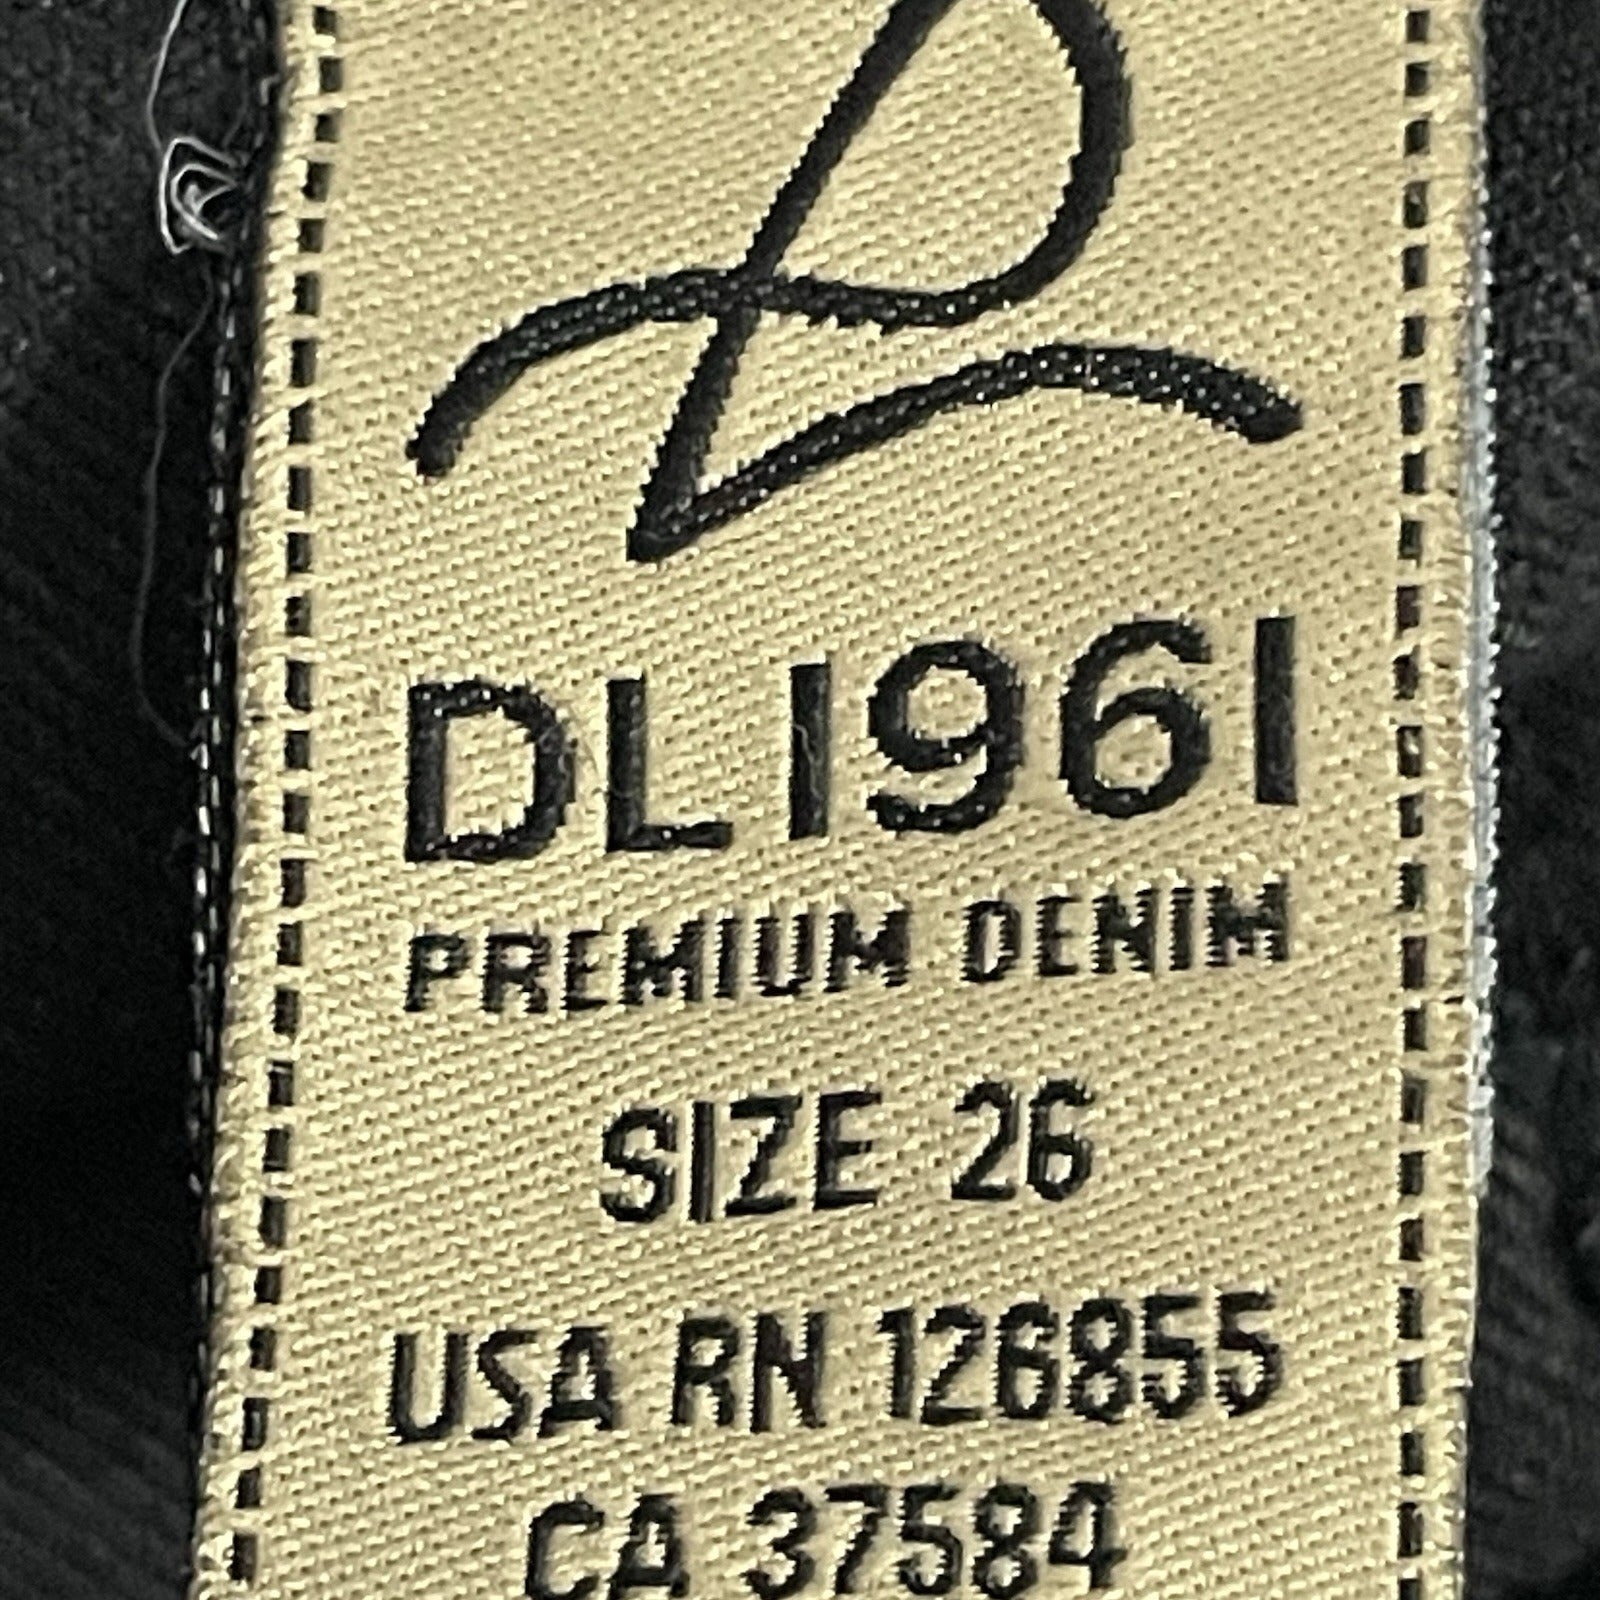 DL1961
PREMIUM DENIM
SIZE 26
USA RN 126855
CA 37584